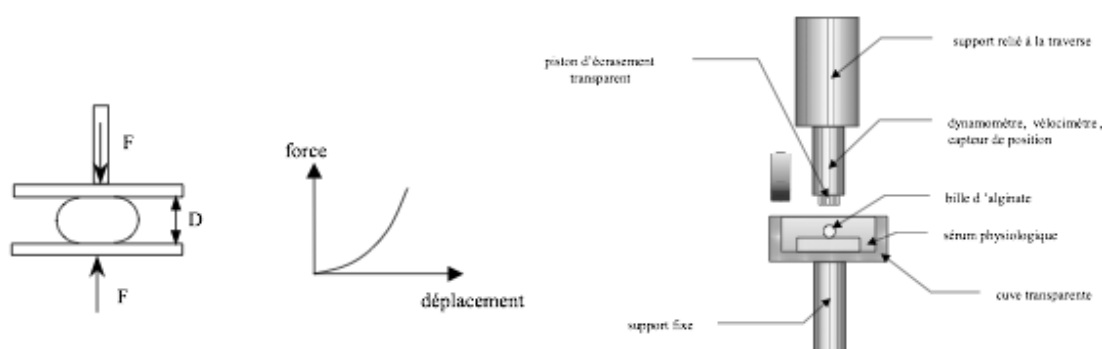 F
D
F
force
déplacement
piston d'écrasement
transparent
support relié à la traverse
dynamomètre, vélocimètre,
capteur de position
bille d 'alginate
sérum physiologique
cuve transparente
support fixe